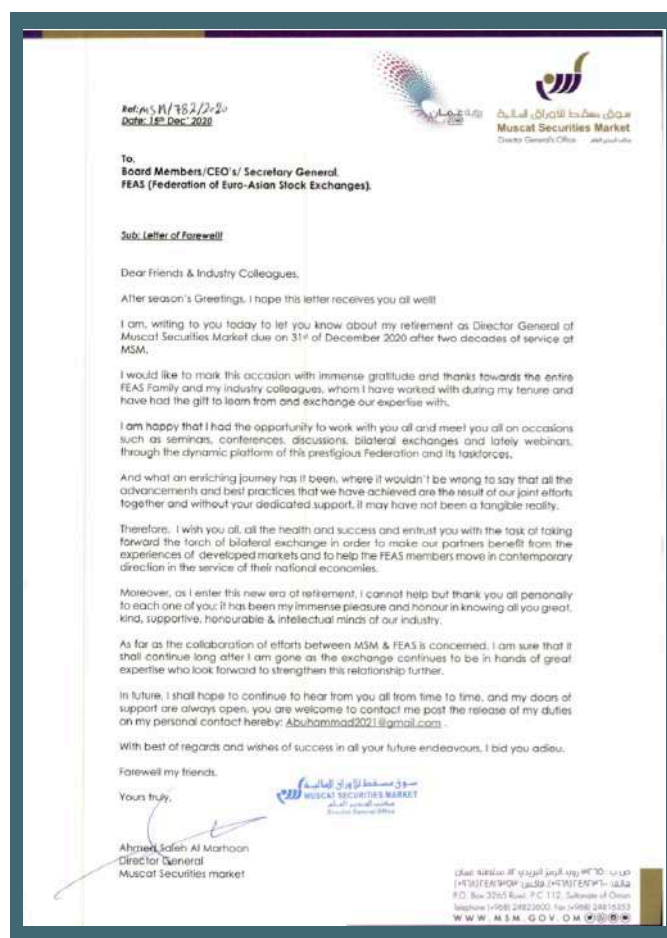 Ref: MSM/782/2020
Date: 15th Dec' 2020
سوق مسقط للأوراق المالية
Muscat Securities Market
Director General's Office
To,
Board Members/CEO's/ Secretary General,
FEAS (Federation of Euro-Asian Stock Exchanges).
Sub: Letter of Farewell!
Dear Friends & Industry Colleagues,
After season's Greetings, I hope this letter receives you all well!
I am, writing to you today to let you know about my retirement as Director General of
Muscat Securities Market due on 31st of December 2020 after two decades of service at
MSM.
I would like to mark this occasion with immense gratitude and thanks towards the entire
FEAS Family and my industry colleagues, whom I have worked with during my tenure and
have had the gift to learn from and exchange our expertise with.
I am happy that I had the opportunity to work with you all and meet you all on occasions
such as seminars, conferences, discussions, bilateral exchanges and lately webinars,
through the dynamic platform of this prestigious Federation and its taskforces.
And what an enriching journey has it been, where it wouldn't be wrong to say that all the
advancements and best practices that we have achieved are the result of our joint efforts
together and without your dedicated support, it may have not been a tangible reality.
Therefore, I wish you all, all the health and success and entrust you with the task of taking
forward the torch of bilateral exchange in order to make our partners benefit from the
experiences of developed markets and to help the FEAS members move in contemporary
direction in the service of their national economies.
Moreover, as I enter this new era of retirement, I cannot help but thank you all personally
to each one of you; it has been my immense pleasure and honour in knowing all you great,
kind, supportive, honourable & intellectual minds of our industry.
As far as the collaboration of efforts between MSM & FEAS is concerned, I am sure that it
shall continue long after I am gone as the exchange continues to be in hands of great
expertise who look forward to strengthen this relationship further.
In future, I shall hope to continue to hear from you all from time to time, and my doors of
support are always open, you are welcome to contact me post the release of my duties
on my personal contact hereby: Abuhammad2021@gmail.com .
With best of regards and wishes of success in all your future endeavours, I bid you adieu.
Farewell my friends.
Yours truly,
سوق مسقط للأوراق المالية
MUSCAT SECURITIES MARKET
مكتب المدير العام
Director General Office
Ahmed Saleh Al Marhoon
Director General
Muscat Securities market
P.O. Box 3265 Ruwi, P.C. 112, Sultanate of Oman
Telephone (+968) 24823600, Fax (+968) 24816353
WWW.MSM.GOV.OM